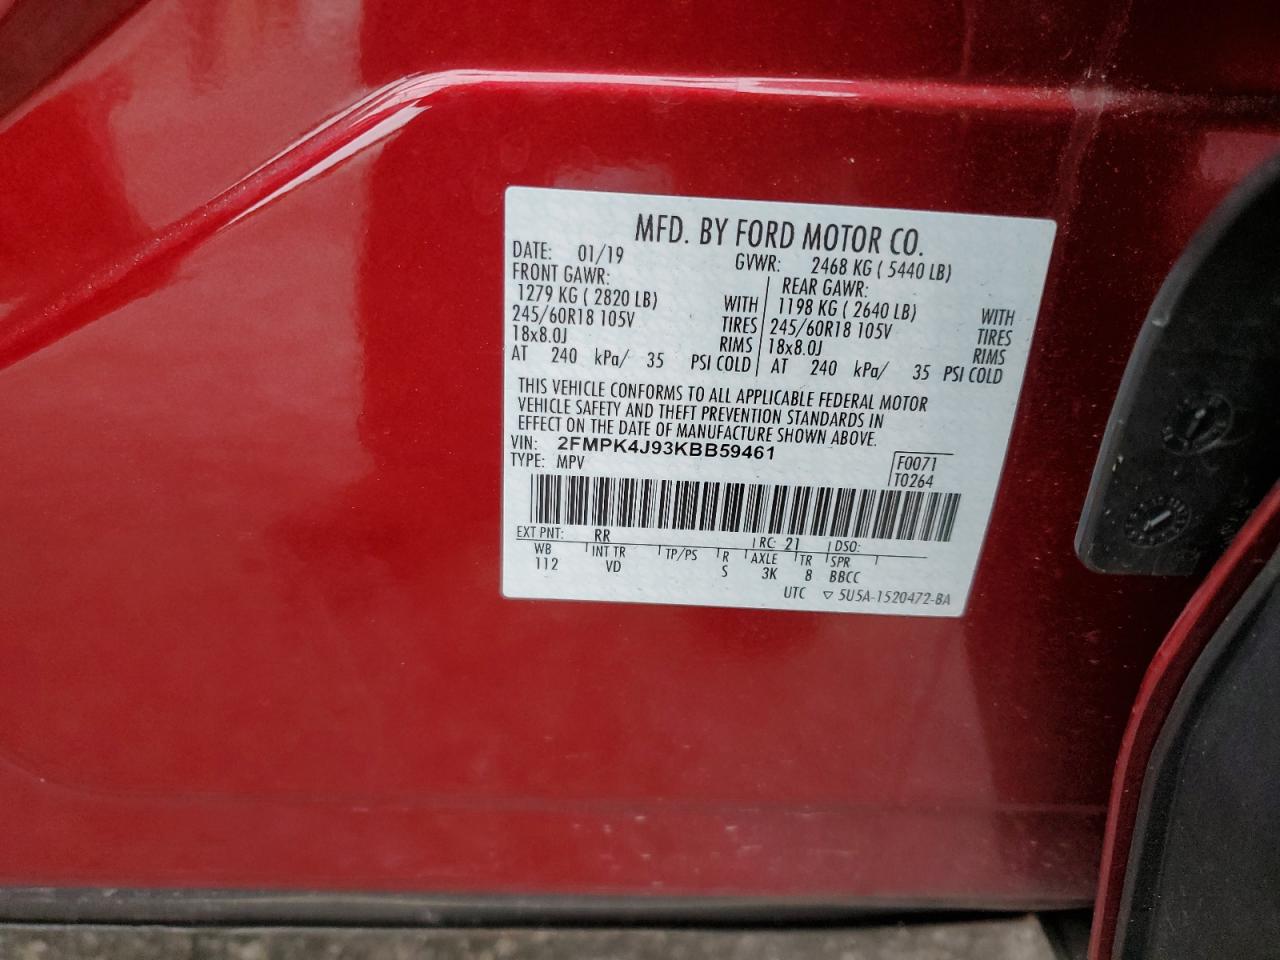 MFD. BY FORD MOTOR CO.
DATE: 01/19 GVWR: 2468 KG ( 5440 LB)
FRONT GAWR: REAR GAWR:
1279 KG ( 2820 LB) WITH 1198 KG ( 2640 LB) WITH
245/60R18 105V TIRES 245/60R18 105V TIRES
18x8.0J RIMS 18x8.0J RIMS
AT 240 kPa/ 35 PSI COLD AT 240 kPa/ 35 PSI COLD
THIS VEHICLE CONFORMS TO ALL APPLICABLE FEDERAL MOTOR
VEHICLE SAFETY AND THEFT PREVENTION STANDARDS IN
EFFECT ON THE DATE OF MANUFACTURE SHOWN ABOVE.
VIN: 2FMPK4J93KBB59461
TYPE: MPV F0071
T0264
EXT PNT: RR RC: 21 DSO:
WB INT TR TP/PS R AXLE TR SPR
112 VD S 3K 8 BBCC
UTC ▽ 5U5A-1520472-BA